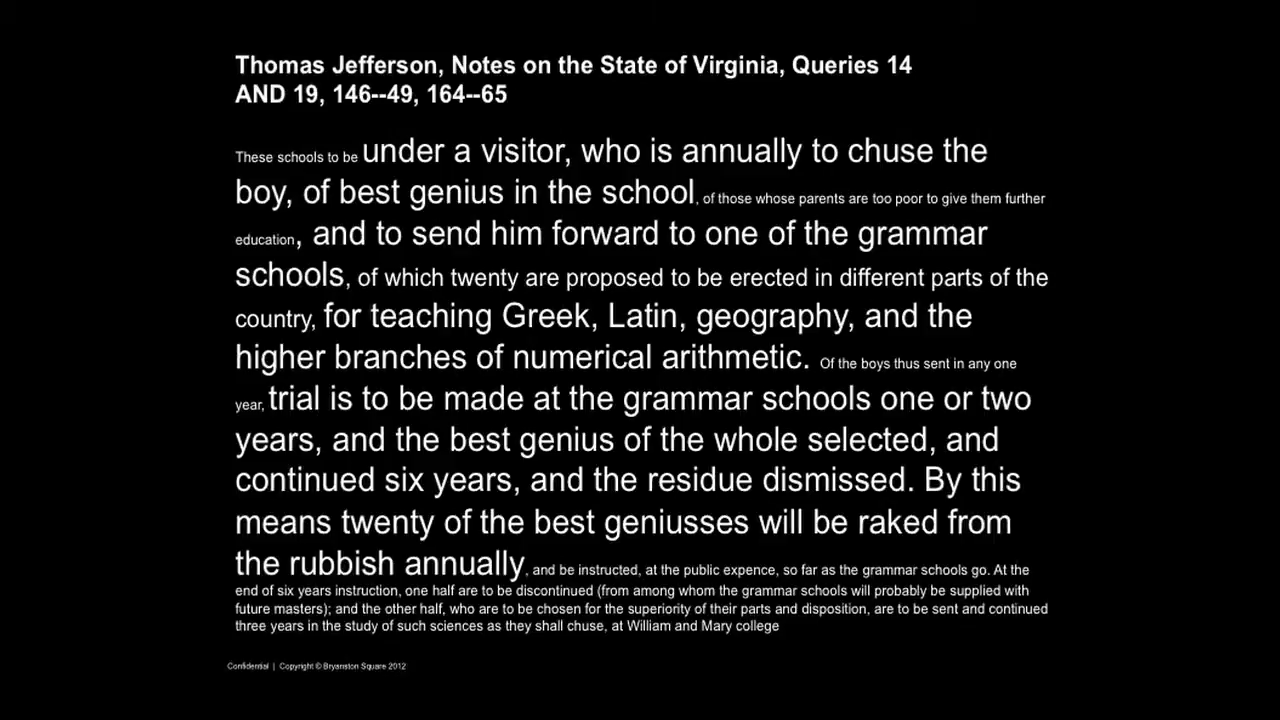 Thomas Jefferson, Notes on the State of Virginia, Queries 14
AND 19, 146--49, 164--65
These schools to be under a visitor, who is annually to chuse the
boy, of best genius in the school, of those whose parents are too poor to give them further
education, and to send him forward to one of the grammar
schools, of which twenty are proposed to be erected in different parts of the
country, for teaching Greek, Latin, geography, and the
higher branches of numerical arithmetic. Of the boys thus sent in any one
year, trial is to be made at the grammar schools one or two
years, and the best genius of the whole selected, and
continued six years, and the residue dismissed. By this
means twenty of the best geniusses will be raked from
the rubbish annually, and be instructed, at the public expence, so far as the grammar schools go. At the
end of six years instruction, one half are to be discontinued (from among whom the grammar schools will probably be supplied with
future masters); and the other half, who are to be chosen for the superiority of their parts and disposition, are to be sent and continued
three years in the study of such sciences as they shall chuse, at William and Mary college
Confidential | Copyright © Bryanston Square 2012